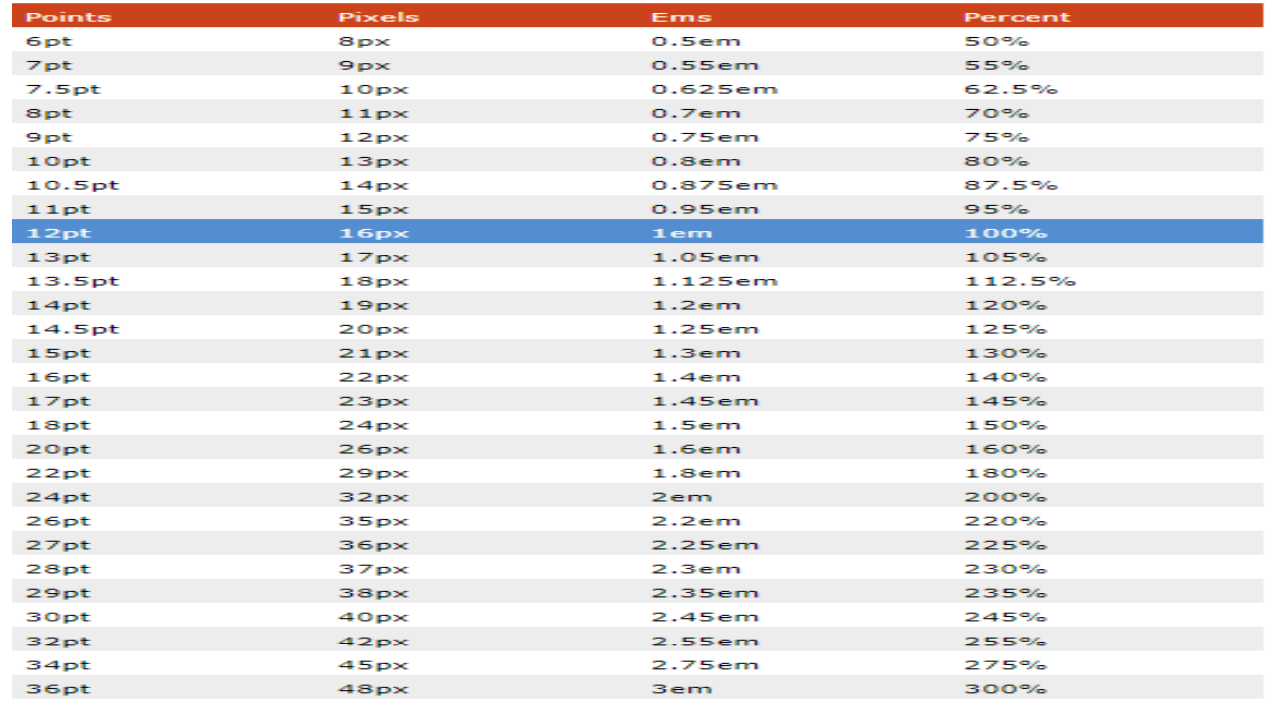 Points Pixels Ems Percent
6pt 8px 0.5em 50%
7pt 9px 0.55em 55%
7.5pt 10px 0.625em 62.5%
8pt 11px 0.7em 70%
9pt 12px 0.75em 75%
10pt 13px 0.8em 80%
10.5pt 14px 0.875em 87.5%
11pt 15px 0.95em 95%
12pt 16px 1em 100%
13pt 17px 1.05em 105%
13.5pt 18px 1.125em 112.5%
14pt 19px 1.2em 120%
14.5pt 20px 1.25em 125%
15pt 21px 1.3em 130%
16pt 22px 1.4em 140%
17pt 23px 1.45em 145%
18pt 24px 1.5em 150%
20pt 26px 1.6em 160%
22pt 29px 1.8em 180%
24pt 32px 2em 200%
26pt 35px 2.2em 220%
27pt 36px 2.25em 225%
28pt 37px 2.3em 230%
29pt 38px 2.35em 235%
30pt 40px 2.45em 245%
32pt 42px 2.55em 255%
34pt 45px 2.75em 275%
36pt 48px 3em 300%